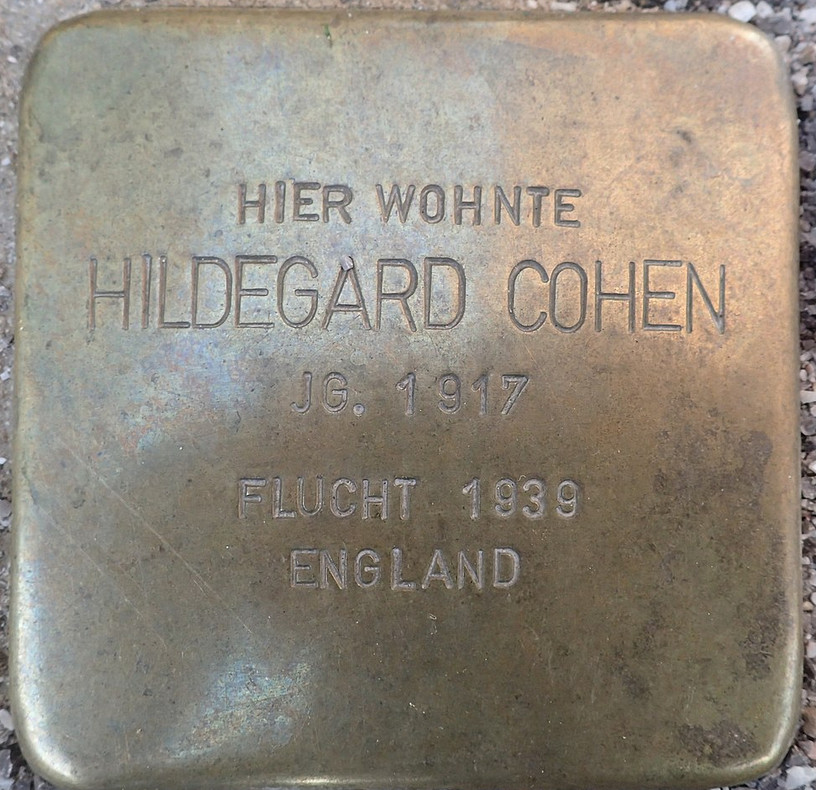 HIER WOHNTE
HILDEGARD COHEN
JG. 1917
FLUCHT 1939
ENGLAND